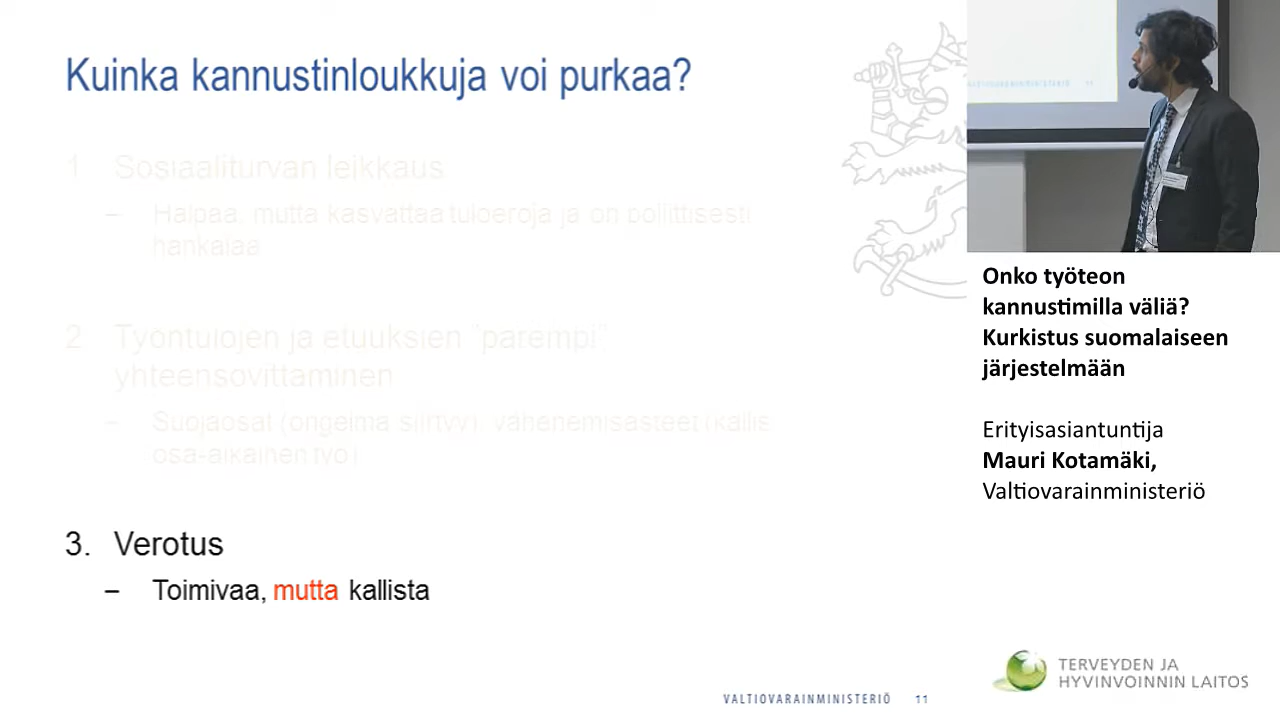 Kuinka kannustinloukkuja voi purkaa?
1. Sosiaaliturvan leikkaus
– Halpaa, mutta kasvattaa tuloeroja ja on poliittisesti
hankalaa
2. Työntulojen ja etuuksien "parempi"
yhteensovittaminen
– Suojaosat (ongelma siirtyy), vähenemisasteet (kallis
osa-aikainen työ)
3. Verotus
– Toimivaa, mutta kallista
VALTIOVARAINMINISTERIÖ 11
Onko työteon
kannustimilla väliä?
Kurkistus suomalaiseen
järjestelmään
Erityisasiantuntija
Mauri Kotamäki,
Valtiovarainministeriö
TERVEYDEN JA
HYVINVOINNIN LAITOS